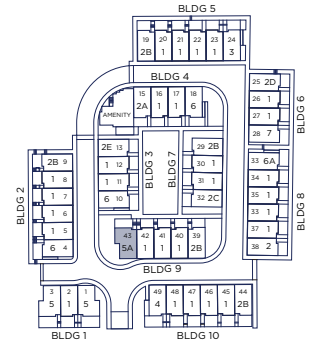 BLDG 5
19 20 21 22 23 24
2B 1 1 1 1 3
BLDG 4
15 16 17 18
2A 1 1 6
AMENITY
25 2D
26 1
27 1
28 7
BLDG 6
2E 13
1 12
1 11
6 10
BLDG 3
BLDG 7
29 2B
30 1
31 1
32 2C
2B 9
1 8
1 7
1 6
1 5
6 4
BLDG 2
33 6A
34 1
35 1
33 1
37 1
38 2
BLDG 8
43 42 41 40 39
5A 1 1 1 2B
BLDG 9
3 2 1
5 1 5
BLDG 1
49 48 47 46 45 44
4 1 1 1 1 2B
BLDG 10